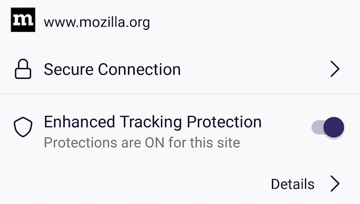 m www.mozilla.org
Secure Connection
Enhanced Tracking Protection
Protections are ON for this site
Details